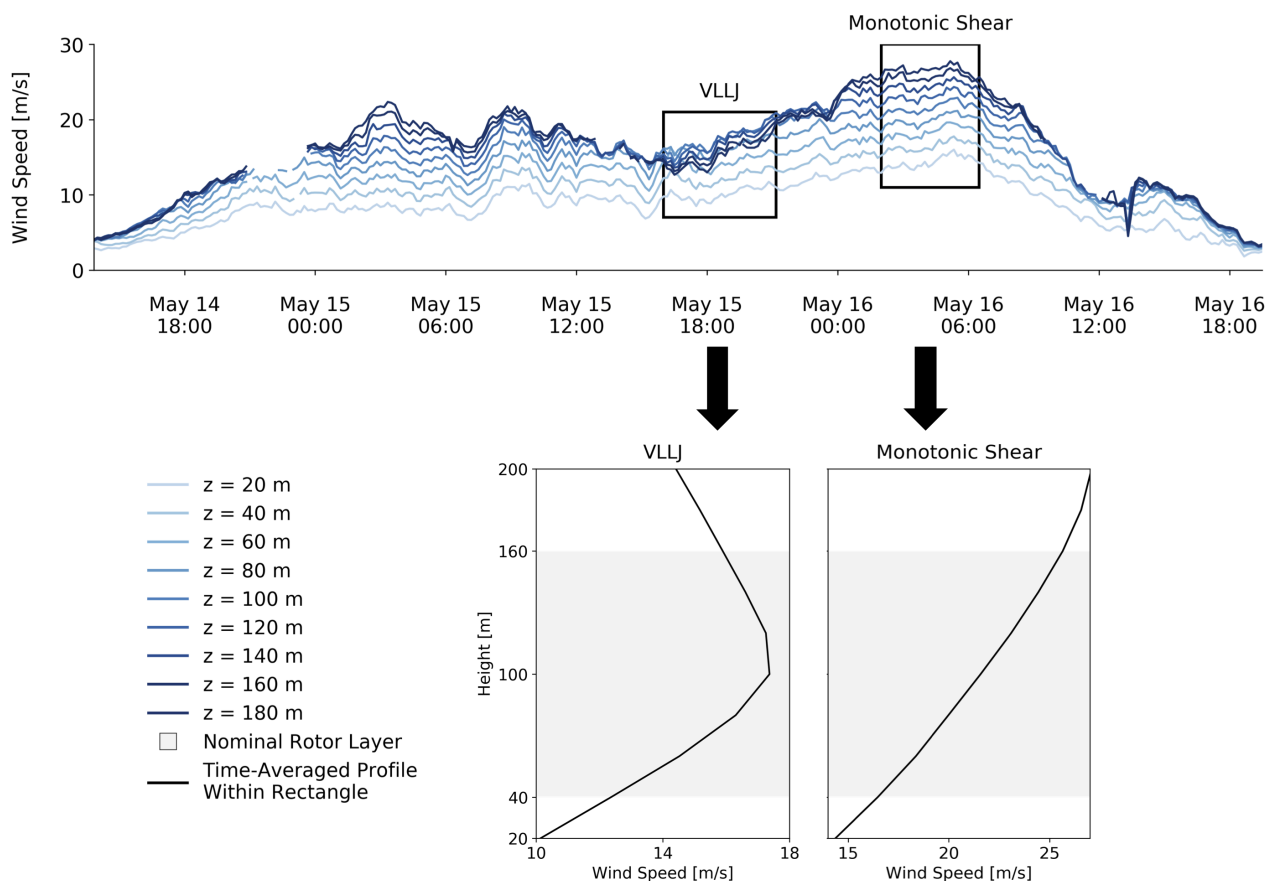 Monotonic Shear
VLLJ
Wind Speed [m/s]
30
20
10
0
May 14 18:00
May 15 00:00
May 15 06:00
May 15 12:00
May 15 18:00
May 16 00:00
May 16 06:00
May 16 12:00
May 16 18:00
z = 20 m
z = 40 m
z = 60 m
z = 80 m
z = 100 m
z = 120 m
z = 140 m
z = 160 m
z = 180 m
Nominal Rotor Layer
Time-Averaged Profile
Within Rectangle
VLLJ
Height [m]
200
160
100
40
20
10 14 18
Wind Speed [m/s]
Monotonic Shear
15 20 25
Wind Speed [m/s]